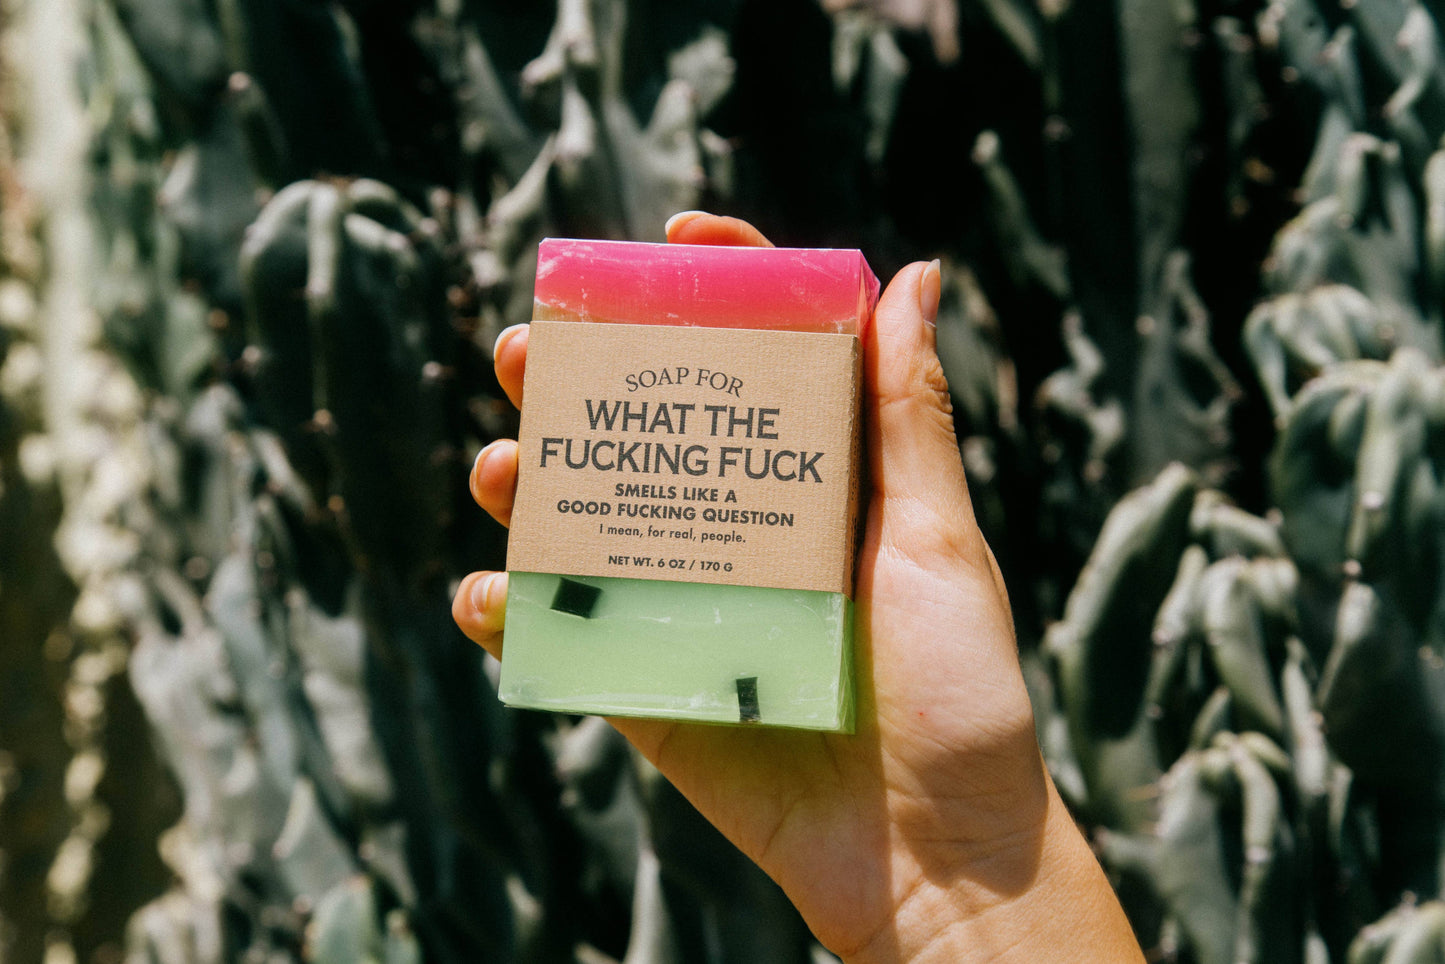 SOAP FOR
WHAT THE
FUCKING FUCK
SMELLS LIKE A
GOOD FUCKING QUESTION
I mean, for real, people.
NET WT. 6 OZ / 170 G